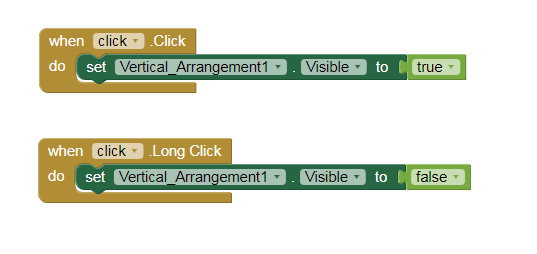 when click .Click
do set Vertical_Arrangement1 . Visible to true
when click .Long Click
do set Vertical_Arrangement1 . Visible to false